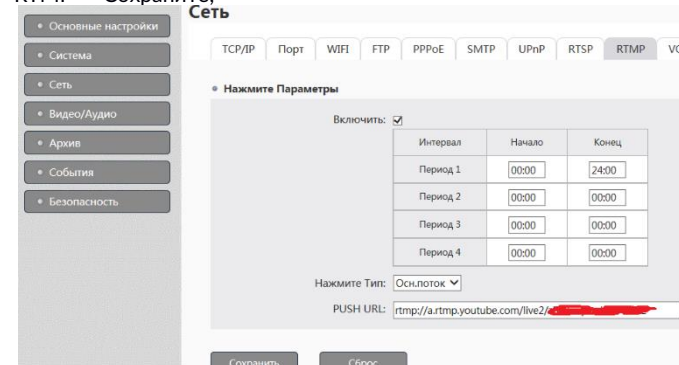 Сохраните,
Сеть
Основные настройки
Система
Сеть
Видео/Аудио
Архив
События
Безопасность
TCP/IP Порт WIFI FTP PPPoE SMTP UPnP RTSP RTMP
Нажмите Параметры
Включить:
Интервал Начало Конец
Период 1 00:00 24:00
Период 2 00:00 00:00
Период 3 00:00 00:00
Период 4 00:00 00:00
Нажмите Тип: Осн.поток
PUSH URL: rtmp://a.rtmp.youtube.com/live2/
Сохранить Сброс